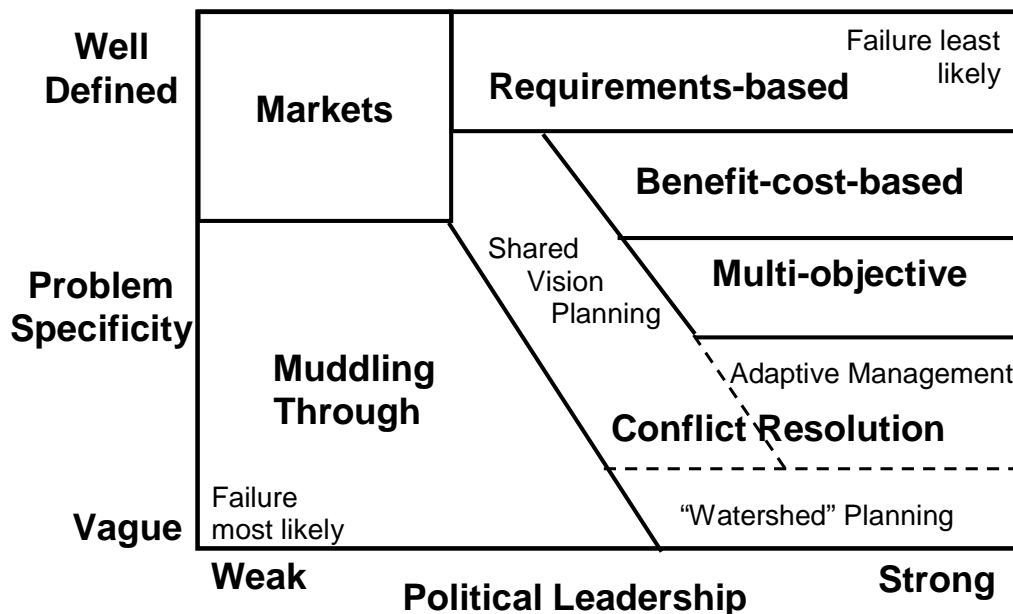 Well
Defined
Markets
Requirements-based
Failure least
likely
Benefit-cost-based
Shared
Vision
Planning
Multi-objective
Problem
Specificity
Muddling
Through
Adaptive Management
Conflict Resolution
Failure
most likely
“Watershed” Planning
Vague
Weak
Political Leadership
Strong